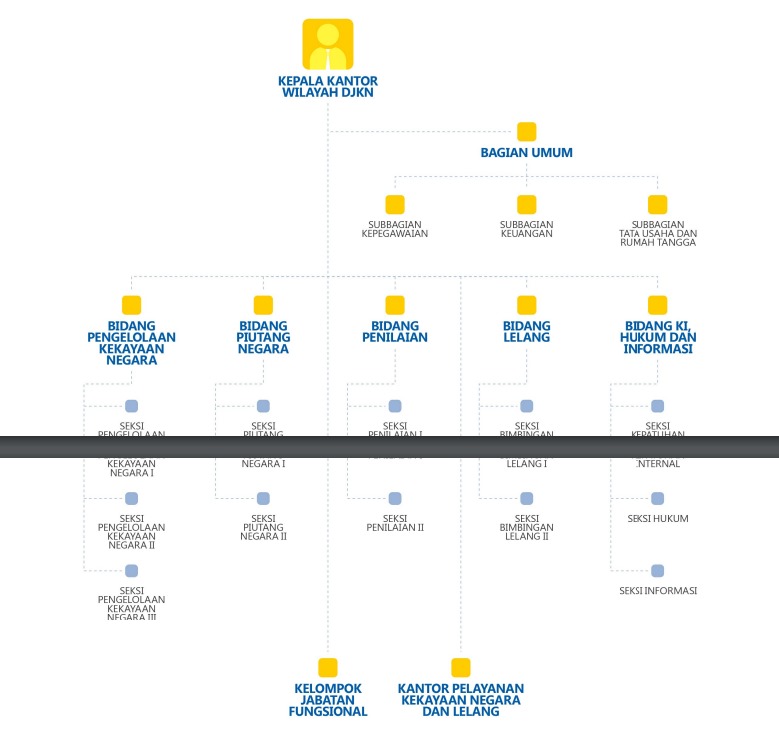 KEPALA KANTOR
WILAYAH DJKN
BAGIAN UMUM
SUBBAGIAN
KEPEGAWAIAN
SUBBAGIAN
KEUANGAN
SUBBAGIAN
TATA USAHA DAN
RUMAH TANGGA
BIDANG
PENGELOLAAN
KEKAYAAN
NEGARA
BIDANG
PIUTANG
NEGARA
BIDANG
PENILAIAN
BIDANG
LELANG
BIDANG KI,
HUKUM DAN
INFORMASI
SEKSI
PENGELOLAAN
KEKAYAAN
NEGARA I
SEKSI
PIUTANG
NEGARA I
SEKSI
PENILAIAN I
SEKSI
BIMBINGAN
LELANG I
SEKSI
KEPATUHAN
INTERNAL
SEKSI
PENGELOLAAN
KEKAYAAN
NEGARA II
SEKSI
PIUTANG
NEGARA II
SEKSI
PENILAIAN II
SEKSI
BIMBINGAN
LELANG II
SEKSI HUKUM
SEKSI
PENGELOLAAN
KEKAYAAN
NEGARA III
SEKSI INFORMASI
KELOMPOK
JABATAN
FUNGSIONAL
KANTOR PELAYANAN
KEKAYAAN NEGARA
DAN LELANG